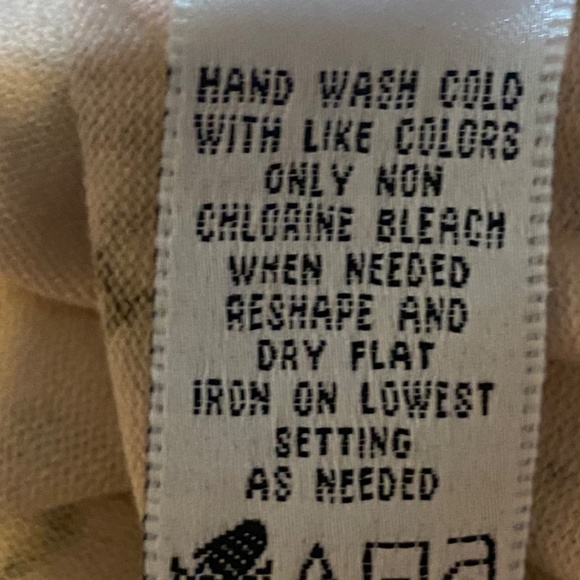 HAND WASH COLD
WITH LIKE COLORS
ONLY NON
CHLORINE BLEACH
WHEN NEEDED
RESHAPE AND
DRY FLAT
IRON ON LOWEST
SETTING
AS NEEDED